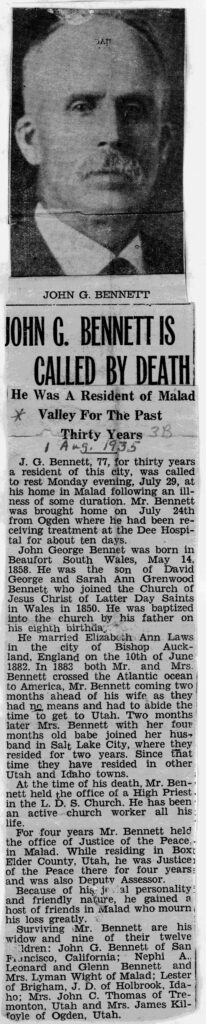 JOHN G. BENNETT
JOHN G. BENNETT IS
CALLED BY DEATH
He Was A Resident of Malad
Valley For The Past
Thirty Years 3B
1 Aug. 1935
J. G. Bennett, 77, for thirty years
a resident of this city, was called
to rest Monday evening, July 29, at
his home in Malad following an ill-
ness of some duration. Mr. Bennett
was brought home on July 24th
from Ogden where he had been re-
ceiving treatment at the Dee Hospi-
tal for about ten days.
John George Bennet was born in
Beaufort South Wales, May 14,
1858. He was the son of David
George and Sarah Ann Grenwood
Bennett, who joined the Church of
Jesus Christ of Latter Day Saints
in Wales in 1850. He was baptized
into the church by his father on
his eighth birthda
He married Elizabeth Ann Laws
in the city of Bishop Auck-
land, England on the 10th of June
1882. In 1883 both Mr. and Mrs.
Bennett crossed the Atlantic ocean
to America, Mr. Bennett coming two
months ahead of his wife as they
had no means and had to abide the
time to get to Utah. Two months
later Mrs. Bennett with her four
months old babe joined her hus-
band in Salt Lake City, where they
resided for two years. Since that
time they have resided in other
Utah and Idaho towns.
At the time of his death, Mr. Ben-
nett held the office of a High Priest
in the L. D. S. Church. He has been
an active church worker all his
life.
For four years Mr. Bennett held
the office of Justice of the Peace
in Malad. While residing in Box
Elder County, Utah, he was Justice
of the Peace there for four years
and was also Deputy Assessor.
Because of his personality
and friendly nature, he gained a
host of friends in Malad who mourn
his loss greatly.
Surviving Mr. Bennett are his
widow and nine of their twelve
ldren: John G. Bennett of San
Francisco, California; Nephi A.,
Leonard and Glenn Bennett and
Mrs. Lyman Wight of Malad; Lester
of Brigham, J. D. of Holbrook, Ida-
ho; Mrs. John C. Thomas of Tre-
monton, Utah and Mrs. James Kil-
foyle of Ogden, Utah.